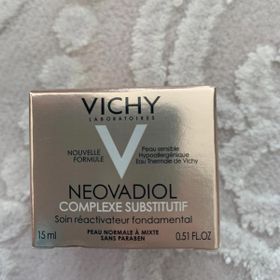 VICHY
LABORATOIRES
NOUVELLE
FORMULE
V
Peau sensible
Hypoallergénique
Eau Thermale de Vichy
NEOVADIOL
COMPLEXE SUBSTITUTIF
Soin réactivateur fondamental
15 ml
PEAU NORMALE À MIXTE
SANS PARABEN
0.51 FL.OZ